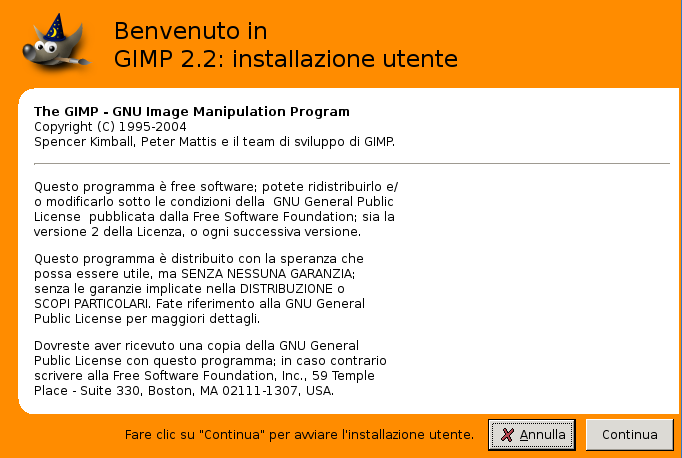 Benvenuto in
GIMP 2.2: installazione utente
The GIMP - GNU Image Manipulation Program
Copyright (C) 1995-2004
Spencer Kimball, Peter Mattis e il team di sviluppo di GIMP.
Questo programma è free software; potete ridistribuirlo e/
o modificarlo sotto le condizioni della  GNU General Public
License  pubblicata dalla Free Software Foundation; sia la
versione 2 della Licenza, o ogni successiva versione.
Questo programma è distribuito con la speranza che
possa essere utile, ma SENZA NESSUNA GARANZIA;
senza le garanzie implicate nella DISTRIBUZIONE o
SCOPI PARTICOLARI. Fate riferimento alla GNU General
Public License per maggiori dettagli.
Dovreste aver ricevuto una copia della GNU General
Public License con questo programma; in caso contrario
scrivere alla Free Software Foundation, Inc., 59 Temple
Place - Suite 330, Boston, MA 02111-1307, USA.
Fare clic su "Continua" per avviare l'installazione utente.
Annulla
Continua